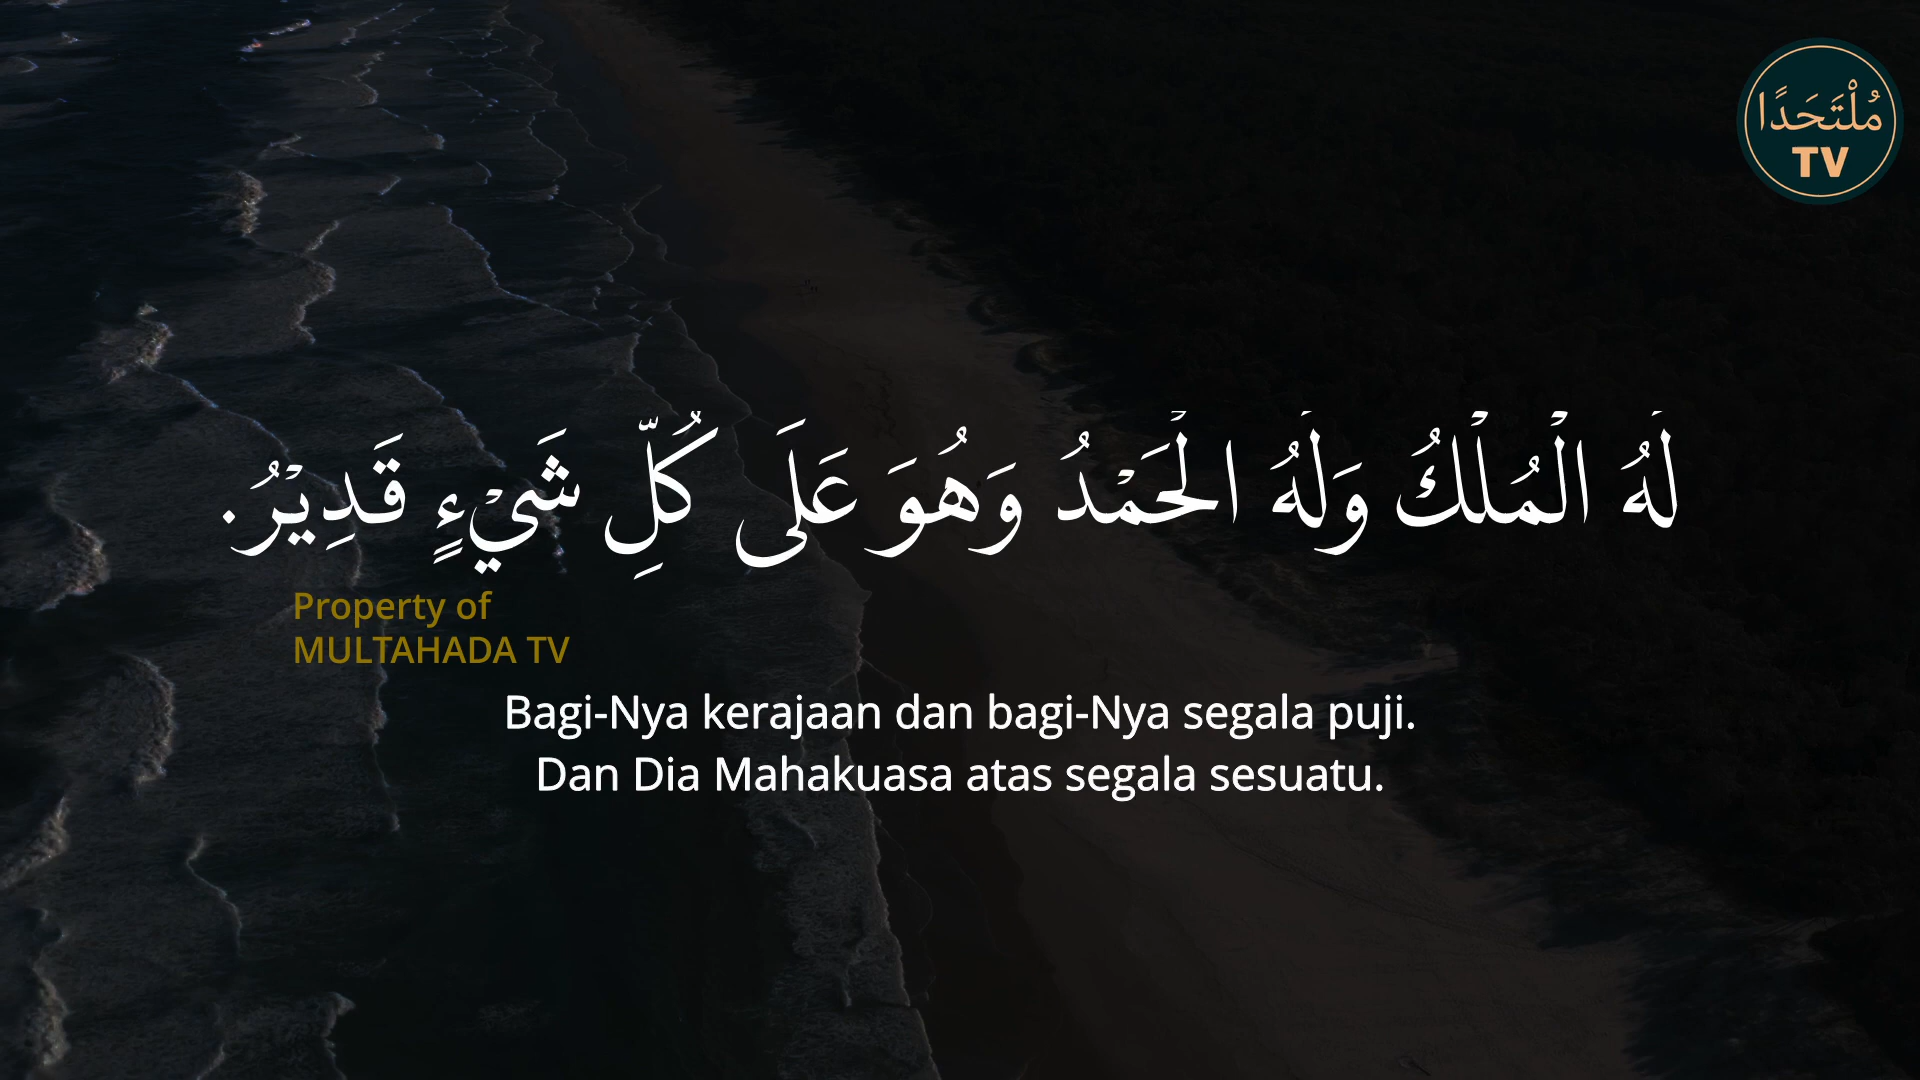 مُلْتَحَدًا
TV
لَهُ الْمُلْكُ وَلَهُ الْحَمْدُ وَهُوَ عَلَى كُلِّ شَيْءٍ قَدِيْرُ.
Property of
MULTAHADA TV
Bagi-Nya kerajaan dan bagi-Nya segala puji.
Dan Dia Mahakuasa atas segala sesuatu.